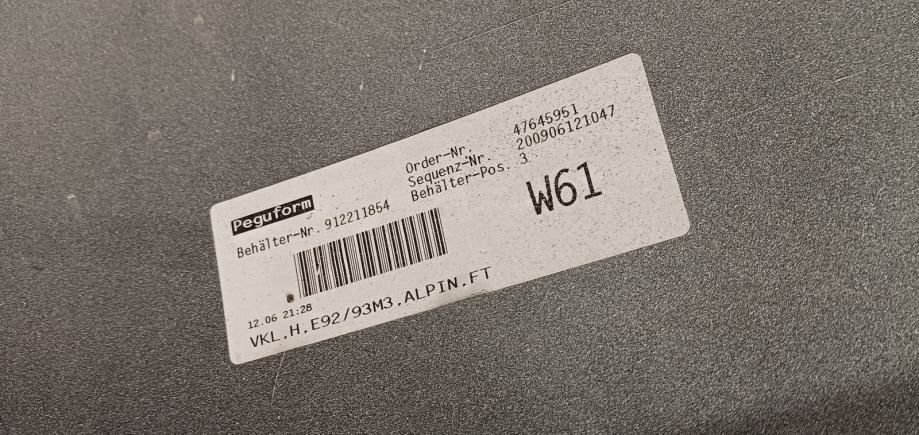 Peguform
Behälter-Nr. 912211854
Order-Nr. 47645951
Sequenz-Nr. 200906121047
Behälter-Pos. 3
W61
12.06 21:28
VKL.H.E92/93M3.ALPIN.FT